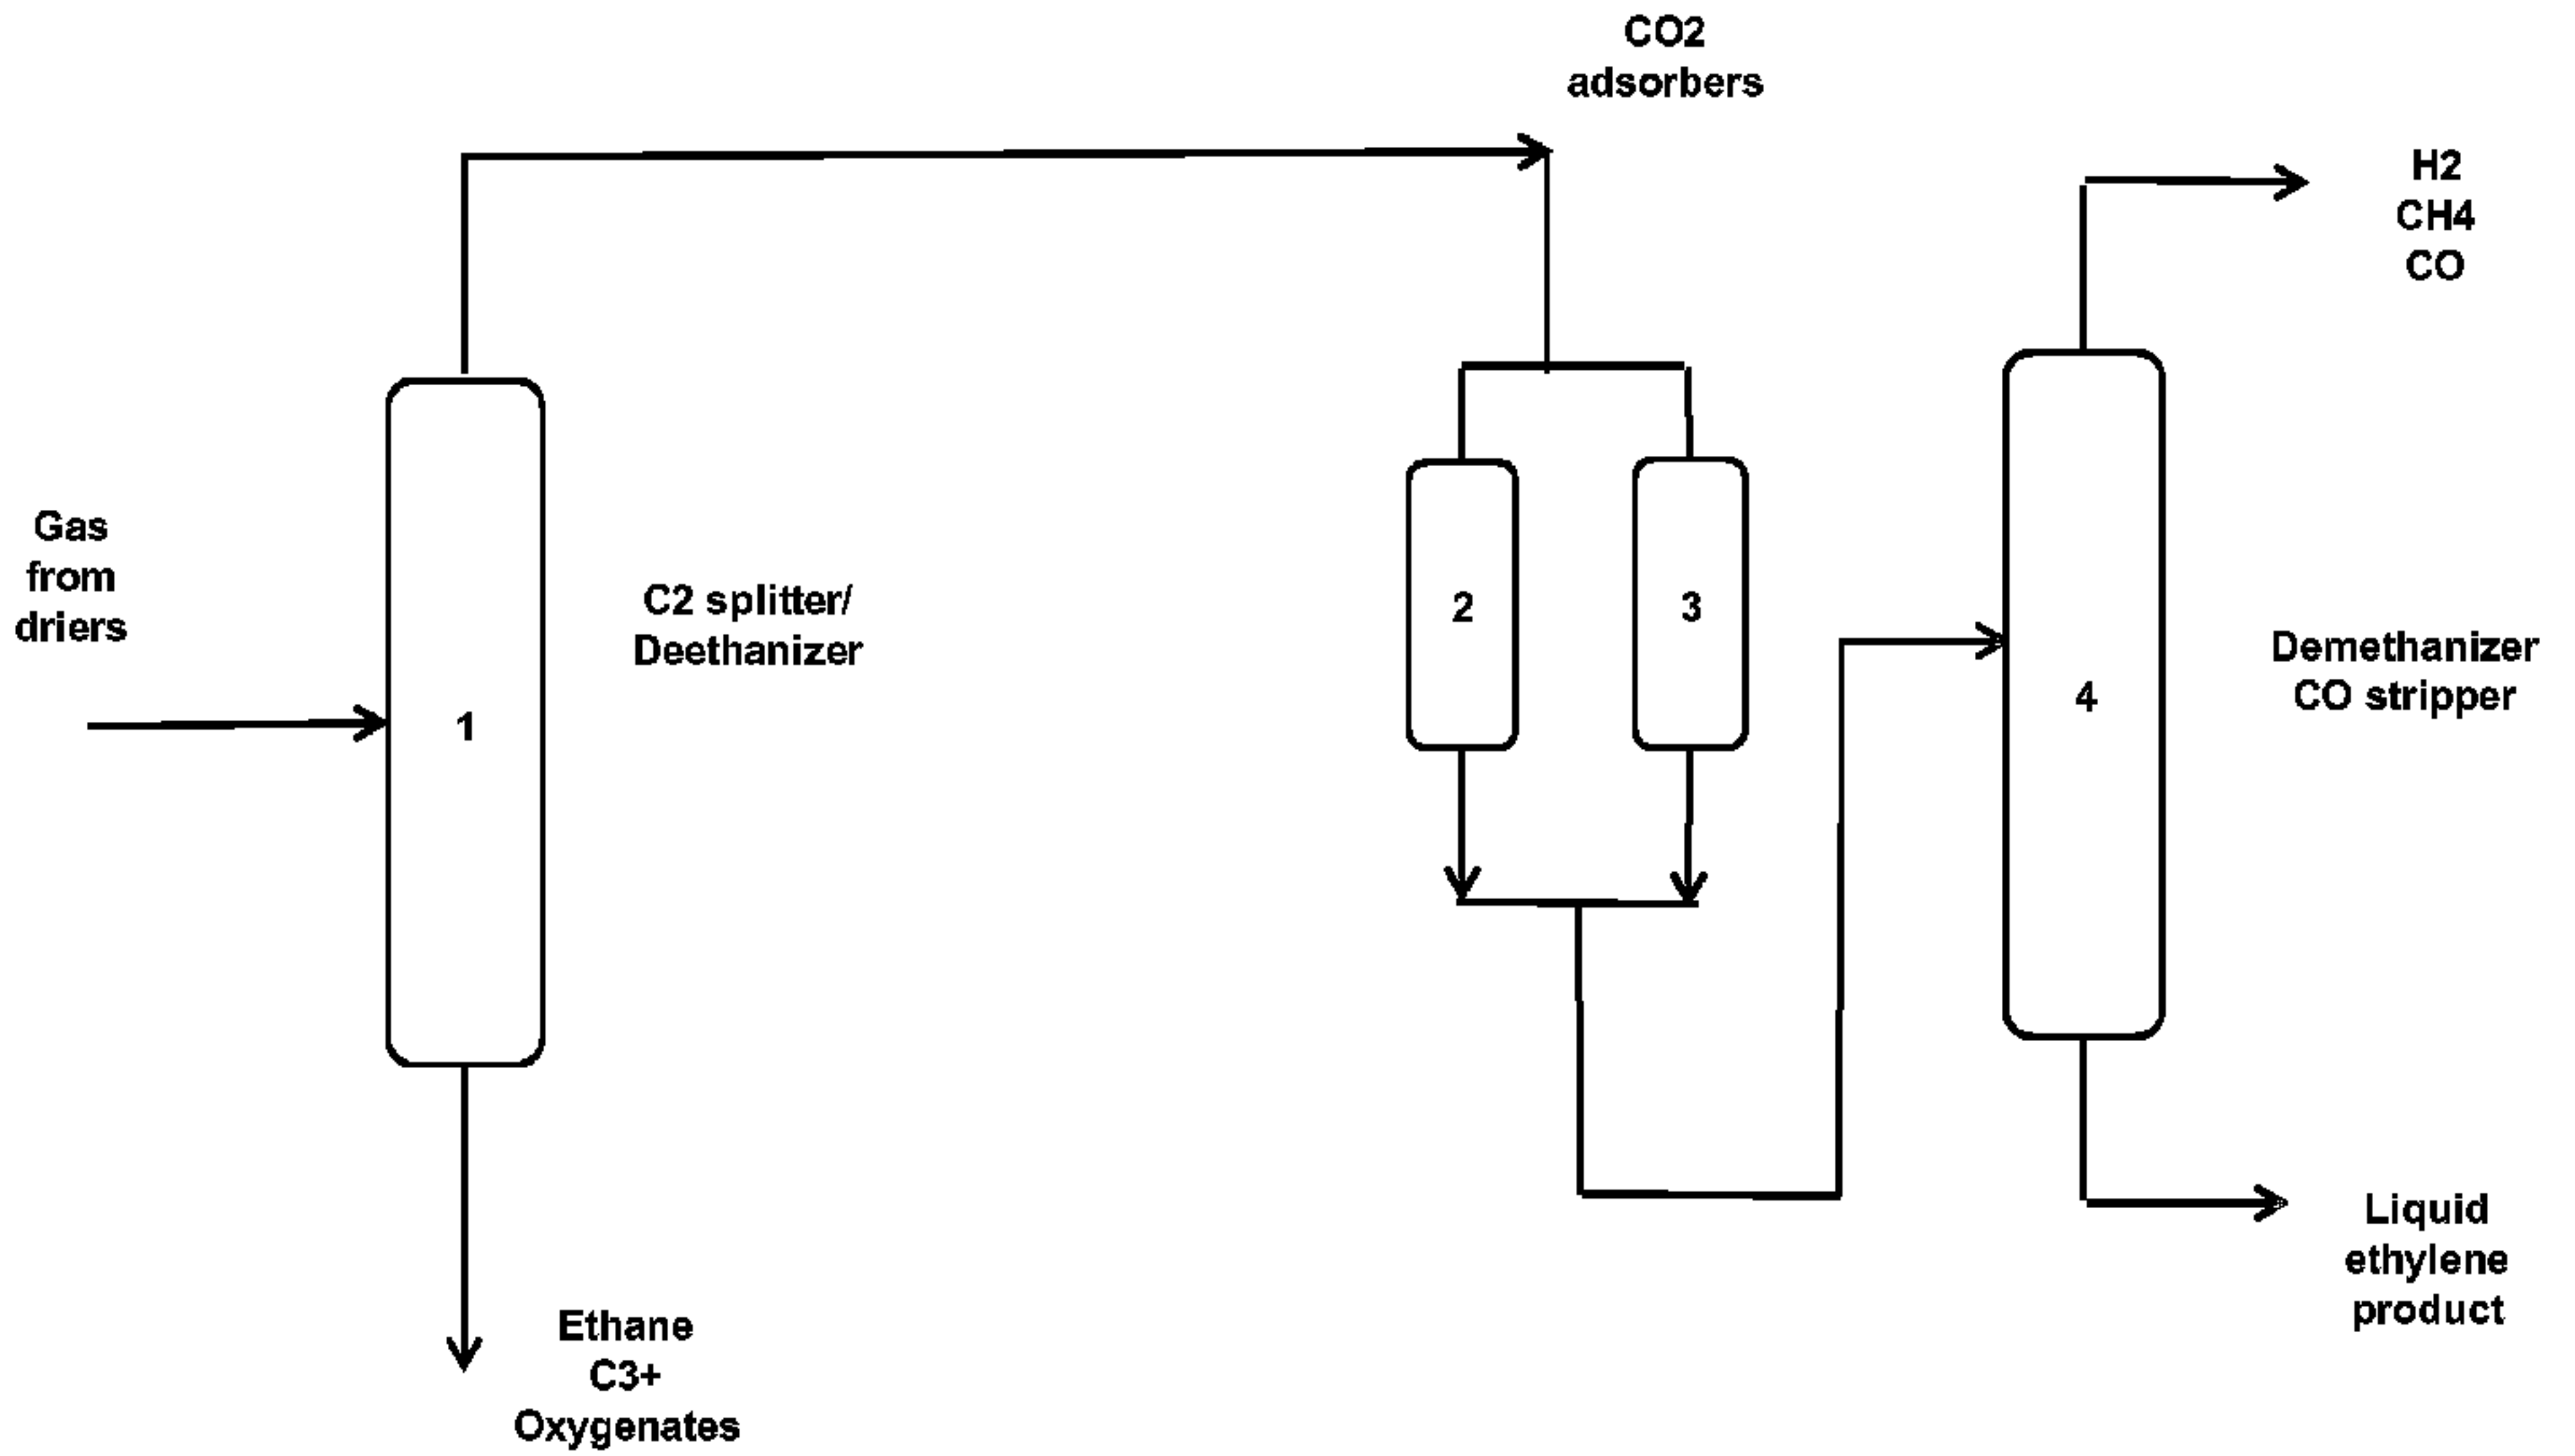 CO2
adsorbers
H2
CH4
CO
Gas
from
driers
C2 splitter/
Deethanizer
1
2
3
4
Demethanizer
CO stripper
Ethane
C3+
Oxygenates
Liquid
ethylene
product